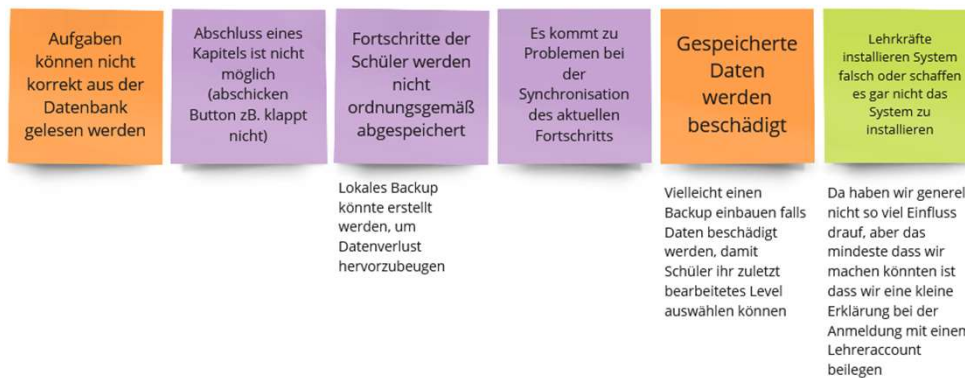 Aufgaben
können nicht
korrekt aus der
Datenbank
gelesen werden
Abschluss eines
Kapitels ist nicht
möglich
(abschicken
Button zB. klappt
nicht)
Fortschritte der
Schüler werden
nicht
ordnungsgemäß
abgespeichert
Es kommt zu
Problemen bei
der
Synchronisation
des aktuellen
Fortschritts
Gespeicherte
Daten
werden
beschädigt
Lehrkräfte
installieren System
falsch oder schaffen
es gar nicht das
System zu
installieren
Lokales Backup
könnte erstellt
werden, um
Datenverlust
hervorzubeugen
Vielleicht einen
Backup einbauen falls
Daten beschädigt
werden, damit
Schüler ihr zuletzt
bearbeitetes Level
auswählen können
Da haben wir generel
nicht so viel Einfluss
drauf, aber das
mindeste dass wir
machen könnten ist
dass wir eine kleine
Erklärung bei der
Anmeldung mit einen
Lehreraccount
beilegen